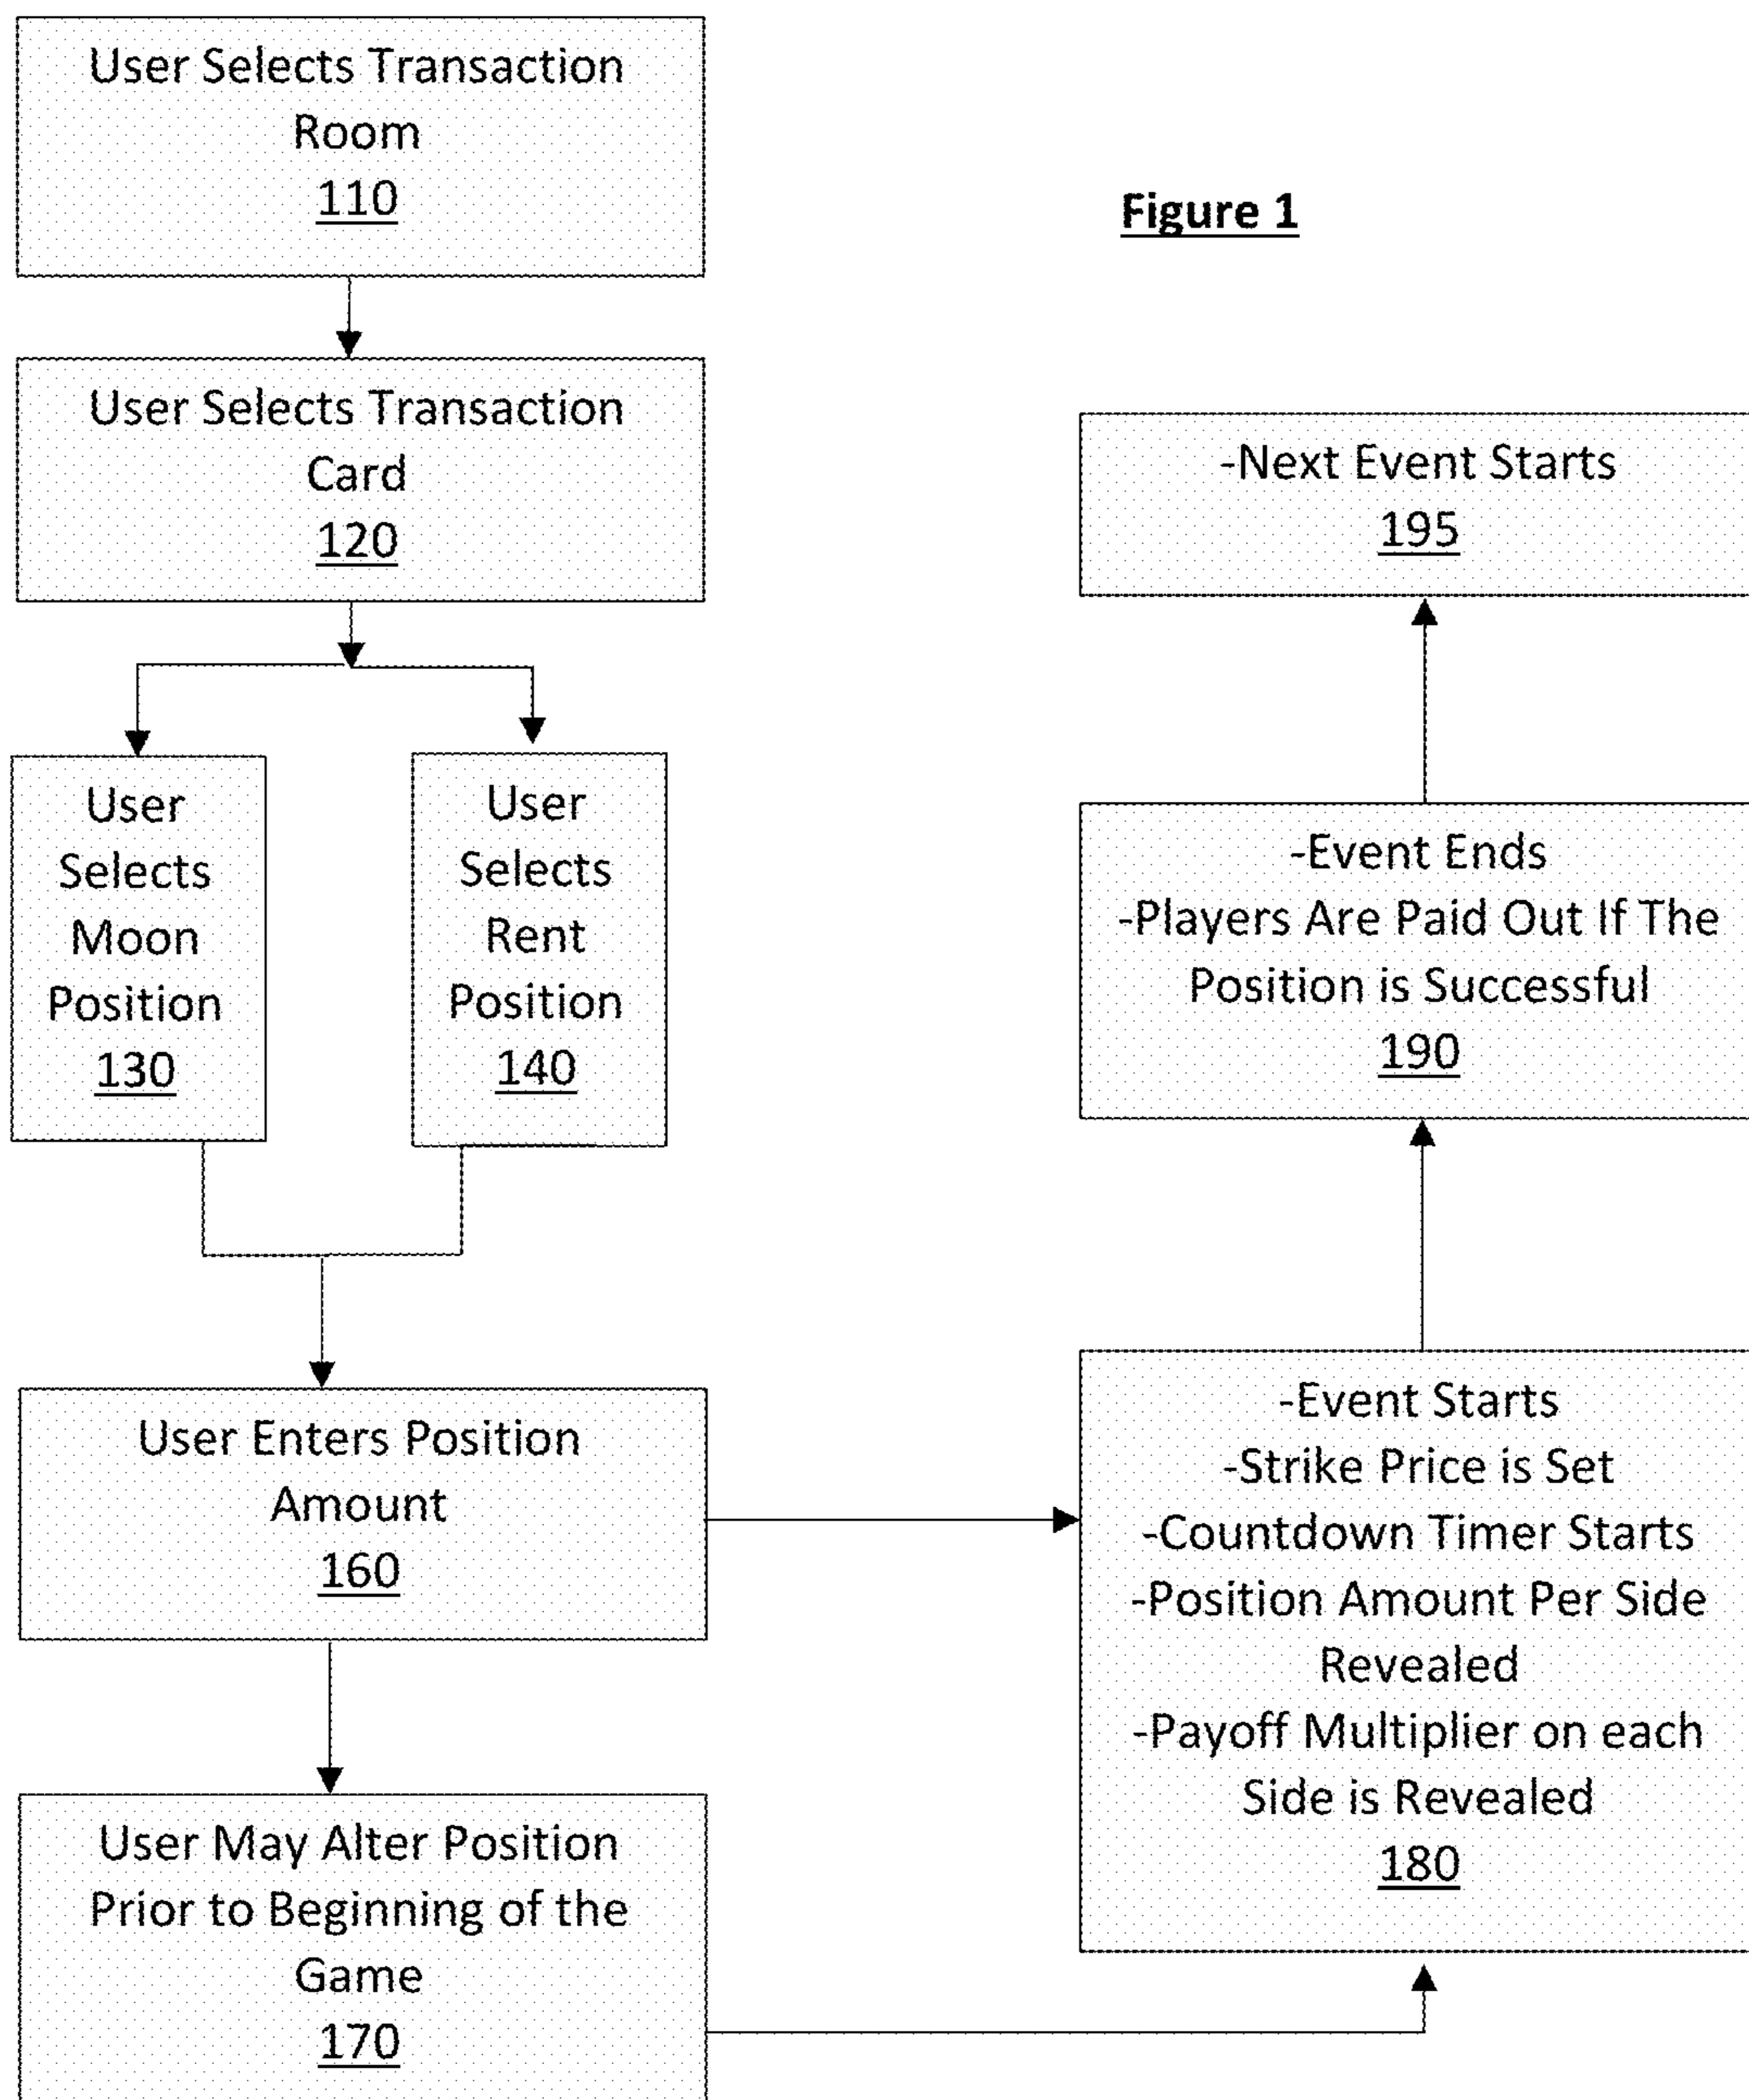 User Selects Transaction
Room
110
Figure 1
User Selects Transaction
Card
120
User
Selects
Moon
Position
130
User
Selects
Rent
Position
140
User Enters Position
Amount
160
User May Alter Position
Prior to Beginning of the
Game
170
-Event Starts
-Strike Price is Set
-Countdown Timer Starts
-Position Amount Per Side
Revealed
-Payoff Multiplier on each
Side is Revealed
180
-Event Ends
-Players Are Paid Out If The
Position is Successful
190
-Next Event Starts
195